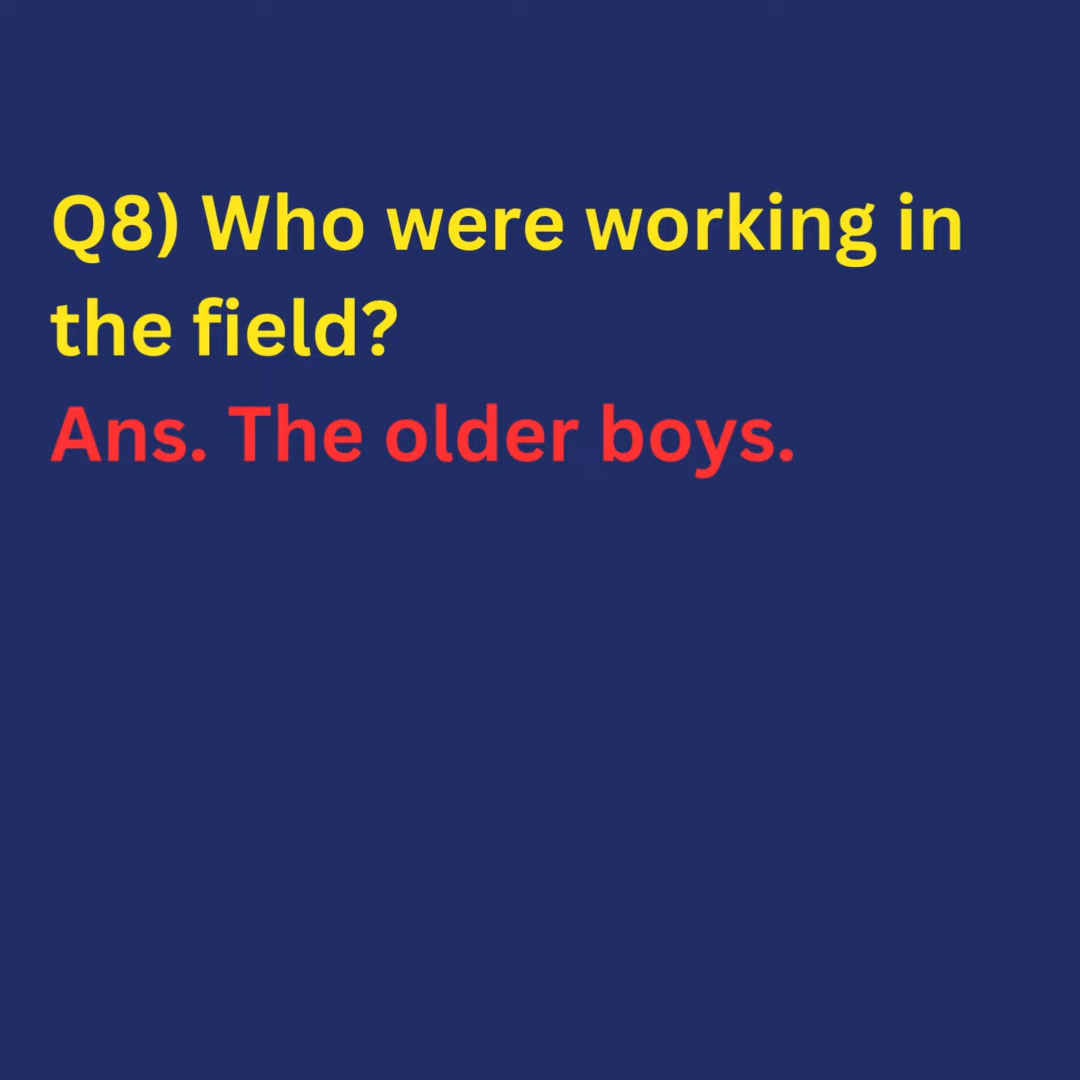 Q8) Who were working in
the field?
Ans. The older boys.